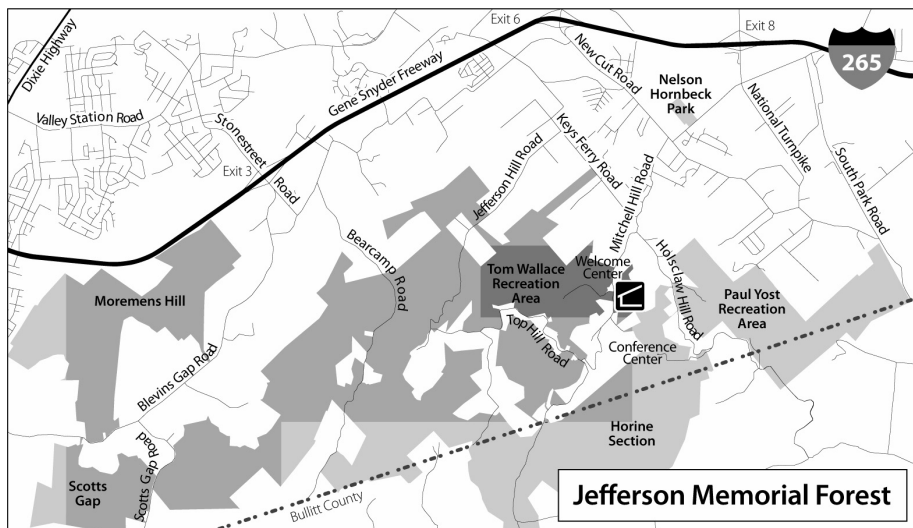 Exit 6
Exit 8
265
Dixie Highway
Gene Snyder Freeway
New Cut Road
Nelson
Hornbeck
Park
National Turnpike
Valley Station Road
Stonestreet
Road
Exit 3
Keys Ferry Road
Jefferson Hill Road
Mitchell Hill Road
South Park Road
Bearcamp Road
Holsclaw Hill Road
Welcome
Center
Tom Wallace
Recreation
Area
Moremens Hill
Paul Yost
Recreation
Area
Top Hill Road
Conference
Center
Blevins Gap Road
Scotts Gap Road
Horine
Section
Scotts
Gap
Bullitt County
Jefferson Memorial Forest